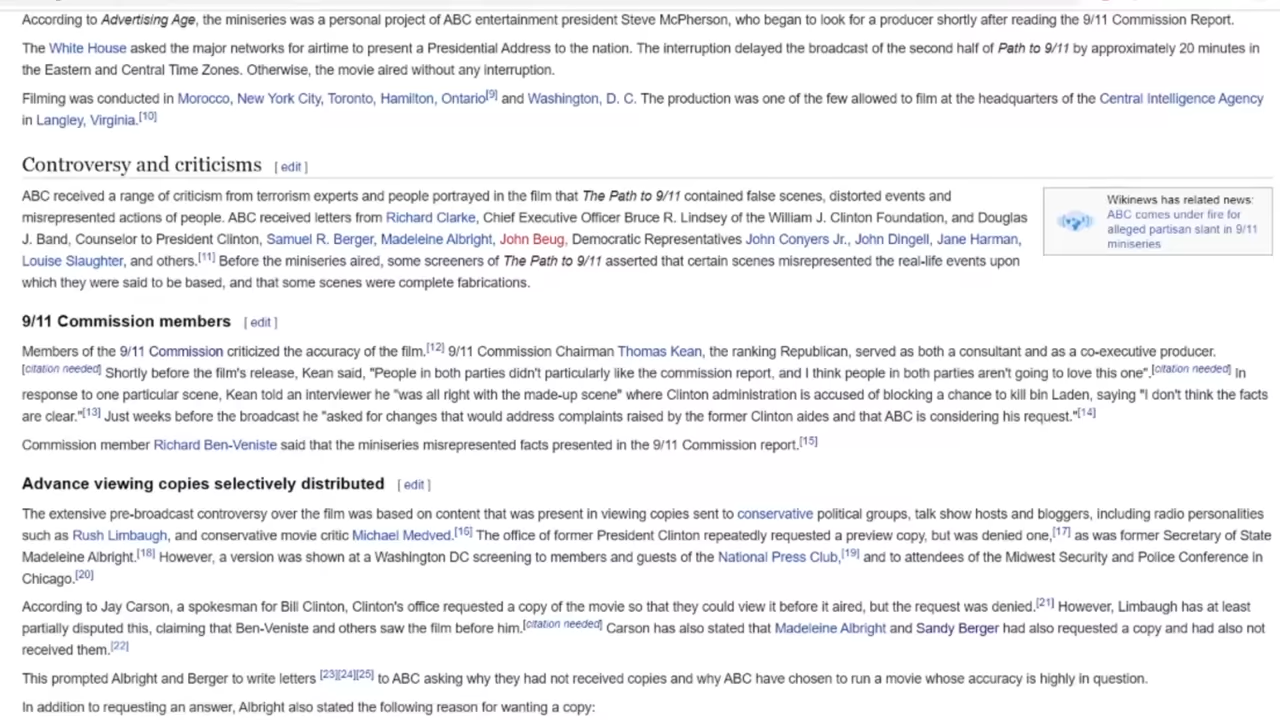 According to Advertising Age, the miniseries was a personal project of ABC entertainment president Steve McPherson, who began to look for a producer shortly after reading the 9/11 Commission Report.
The White House asked the major networks for airtime to present a Presidential Address to the nation. The interruption delayed the broadcast of the second half of Path to 9/11 by approximately 20 minutes in
the Eastern and Central Time Zones. Otherwise, the movie aired without any interruption.
Filming was conducted in Morocco, New York City, Toronto, Hamilton, Ontario[9] and Washington, D. C. The production was one of the few allowed to film at the headquarters of the Central Intelligence Agency
in Langley, Virginia.[10]
Controversy and criticisms [ edit ]
ABC received a range of criticism from terrorism experts and people portrayed in the film that The Path to 9/11 contained false scenes, distorted events and
misrepresented actions of people. ABC received letters from Richard Clarke, Chief Executive Officer Bruce R. Lindsey of the William J. Clinton Foundation, and Douglas
J. Band, Counselor to President Clinton, Samuel R. Berger, Madeleine Albright, John Beug, Democratic Representatives John Conyers Jr., John Dingell, Jane Harman,
Louise Slaughter, and others.[11] Before the miniseries aired, some screeners of The Path to 9/11 asserted that certain scenes misrepresented the real-life events upon
which they were said to be based, and that some scenes were complete fabrications.
Wikinews has related news:
ABC comes under fire for
alleged partisan slant in 9/11
miniseries
9/11 Commission members [ edit ]
Members of the 9/11 Commission criticized the accuracy of the film.[12] 9/11 Commission Chairman Thomas Kean, the ranking Republican, served as both a consultant and as a co-executive producer.
[citation needed] Shortly before the film's release, Kean said, "People in both parties didn't particularly like the commission report, and I think people in both parties aren't going to love this one".[citation needed] In
response to one particular scene, Kean told an interviewer he "was all right with the made-up scene" where Clinton administration is accused of blocking a chance to kill bin Laden, saying "I don't think the facts
are clear."[13] Just weeks before the broadcast he "asked for changes that would address complaints raised by the former Clinton aides and that ABC is considering his request."[14]
Commission member Richard Ben-Veniste said that the miniseries misrepresented facts presented in the 9/11 Commission report.[15]
Advance viewing copies selectively distributed [ edit ]
The extensive pre-broadcast controversy over the film was based on content that was present in viewing copies sent to conservative political groups, talk show hosts and bloggers, including radio personalities
such as Rush Limbaugh, and conservative movie critic Michael Medved.[16] The office of former President Clinton repeatedly requested a preview copy, but was denied one,[17] as was former Secretary of State
Madeleine Albright.[18] However, a version was shown at a Washington DC screening to members and guests of the National Press Club,[19] and to attendees of the Midwest Security and Police Conference in
Chicago.[20]
According to Jay Carson, a spokesman for Bill Clinton, Clinton's office requested a copy of the movie so that they could view it before it aired, but the request was denied.[21] However, Limbaugh has at least
partially disputed this, claiming that Ben-Veniste and others saw the film before him.[citation needed] Carson has also stated that Madeleine Albright and Sandy Berger had also requested a copy and had also not
received them.[22]
This prompted Albright and Berger to write letters [23][24][25] to ABC asking why they had not received copies and why ABC have chosen to run a movie whose accuracy is highly in question.
In addition to requesting an answer, Albright also stated the following reason for wanting a copy: